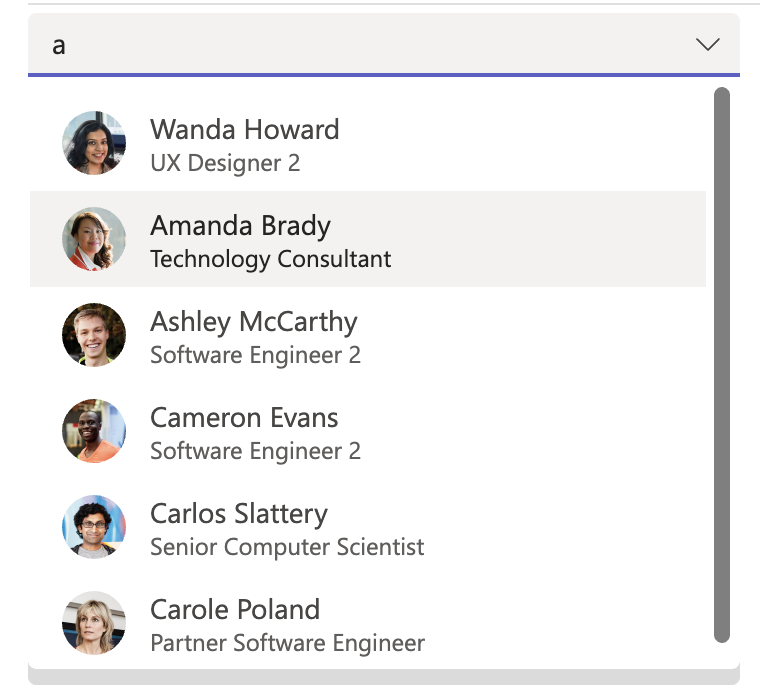 a
Wanda Howard
UX Designer 2
Amanda Brady
Technology Consultant
Ashley McCarthy
Software Engineer 2
Cameron Evans
Software Engineer 2
Carlos Slattery
Senior Computer Scientist
Carole Poland
Partner Software Engineer